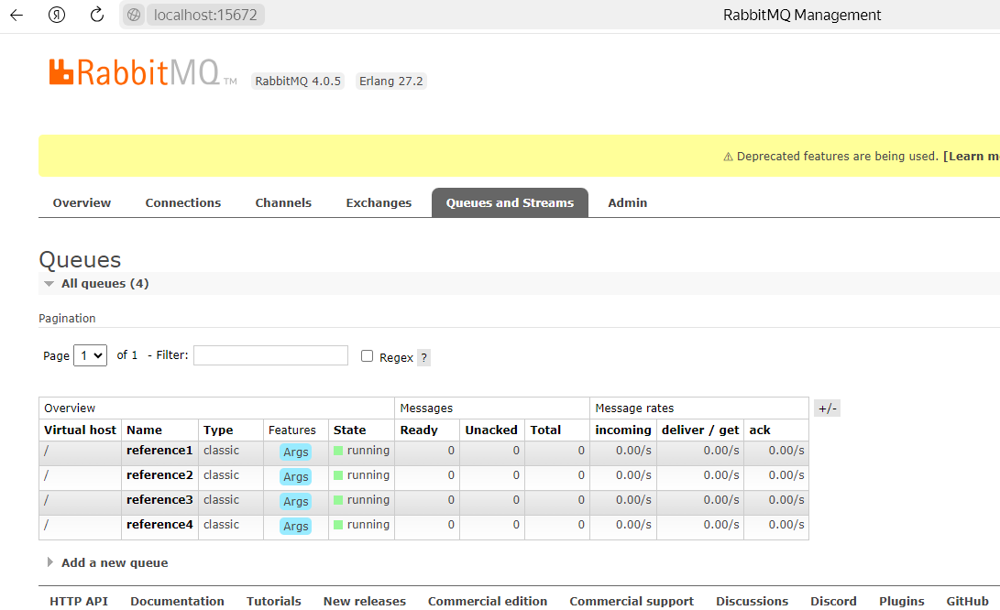 localhost:15672 RabbitMQ Management
RabbitMQ TM RabbitMQ 4.0.5 Erlang 27.2
⚠ Deprecated features are being used. [Learn m
Overview Connections Channels Exchanges Queues and Streams Admin
Queues
All queues (4)
Pagination
Page 1 of 1 - Filter: Regex ?
Overview Messages Message rates +/-
Virtual host Name Type Features State Ready Unacked Total incoming deliver / get ack
/ reference1 classic Args running 0 0 0 0.00/s 0.00/s 0.00/s
/ reference2 classic Args running 0 0 0 0.00/s 0.00/s 0.00/s
/ reference3 classic Args running 0 0 0 0.00/s 0.00/s 0.00/s
/ reference4 classic Args running 0 0 0 0.00/s 0.00/s 0.00/s
Add a new queue
HTTP API Documentation Tutorials New releases Commercial edition Commercial support Discussions Discord Plugins GitHub